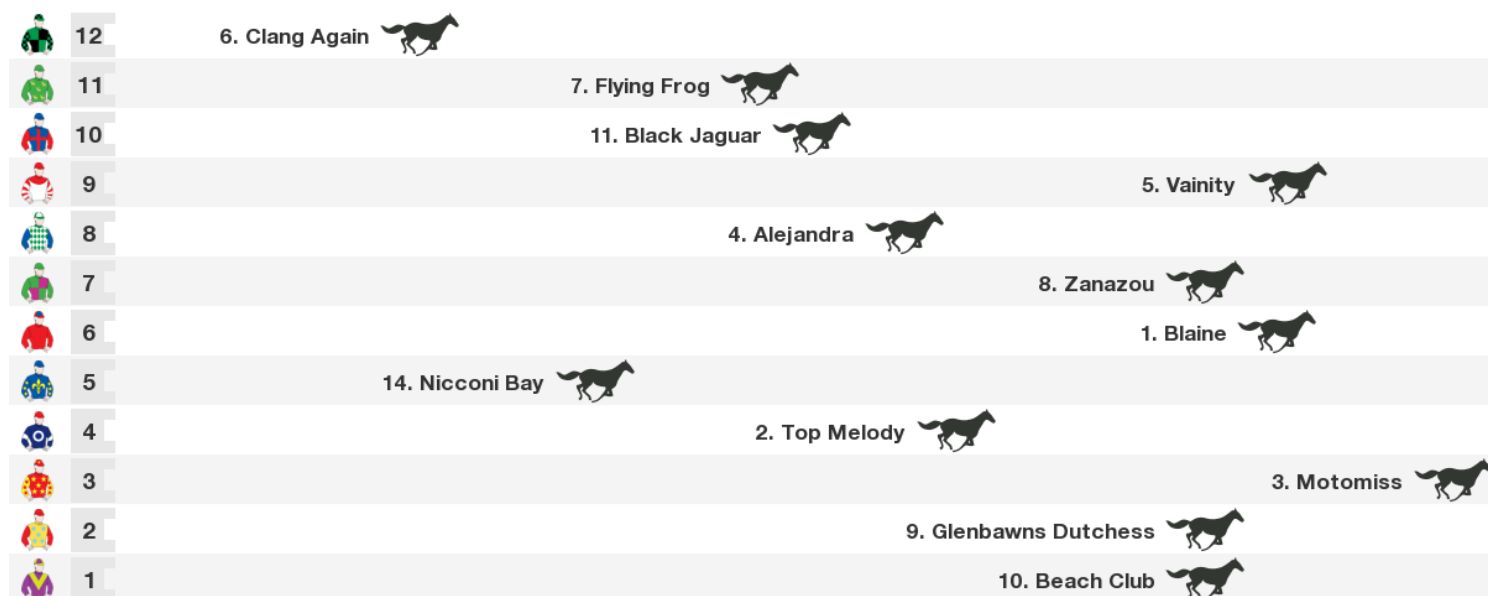 12 6. Clang Again
11 7. Flying Frog
10 11. Black Jaguar
9 5. Vainity
8 4. Alejandra
7 8. Zanazou
6 1. Blaine
5 14. Nicconi Bay
4 2. Top Melody
3 3. Motomiss
2 9. Glenbawns Dutchess
1 10. Beach Club